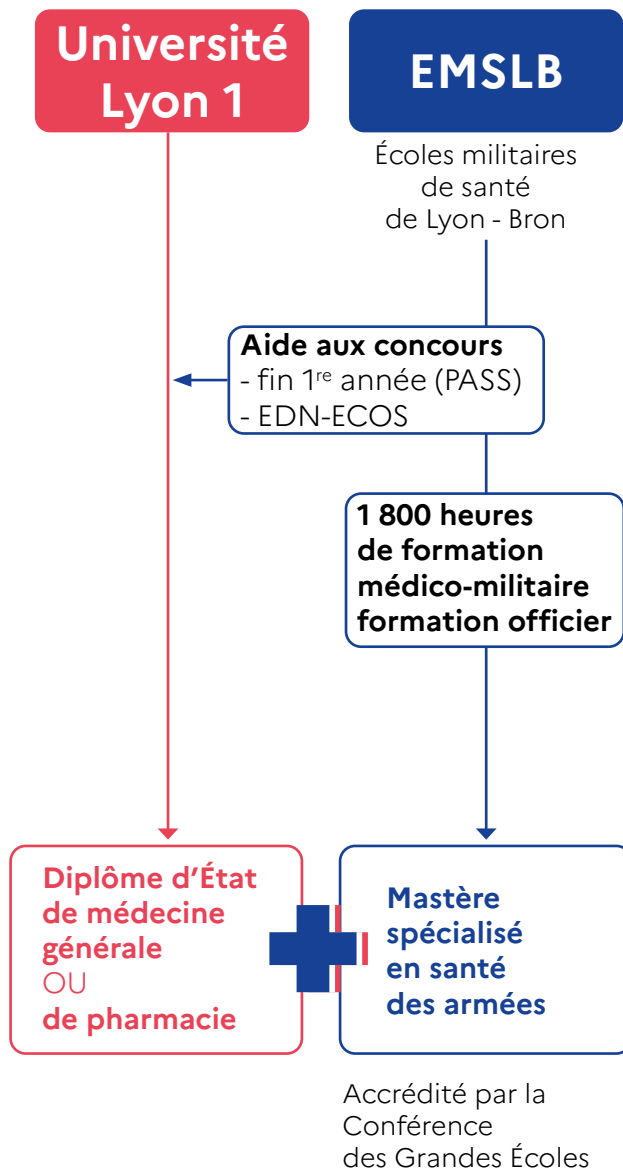 Université
Lyon 1
EMSLB
Écoles militaires
de santé
de Lyon - Bron
Aide aux concours
- fin 1re année (PASS)
- EDN-ECOS
1 800 heures
de formation
médico-militaire
formation officier
Diplôme d’État
de médecine
générale
OU
de pharmacie
Mastère
spécialisé
en santé
des armées
Accrédité par la
Conférence
des Grandes Écoles